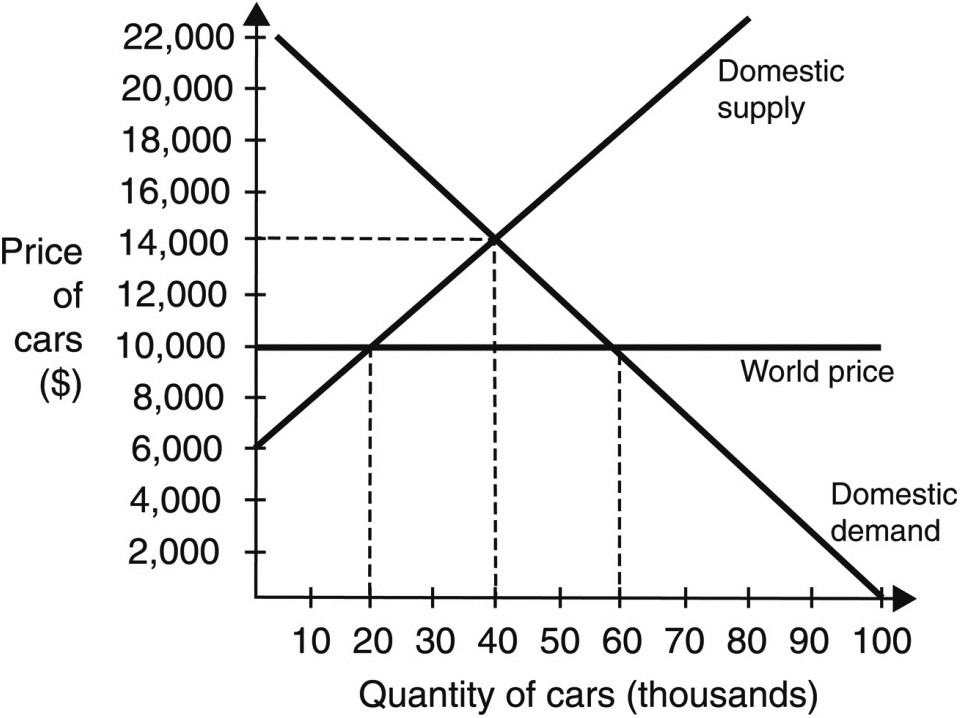 22,000
20,000
18,000
16,000
14,000
12,000
10,000
8,000
6,000
4,000
2,000
Price
of
cars
($)
Domestic
supply
World price
Domestic
demand
10 20 30 40 50 60 70 80 90 100
Quantity of cars (thousands)